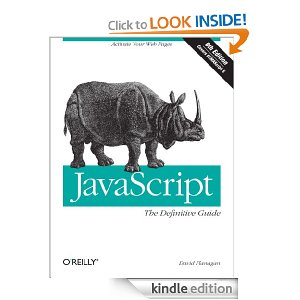 Click to LOOK INSIDE!
Activate Your Web Pages
JavaScript
The Definitive Guide
O'REILLY®
David Flanagan
kindle edition